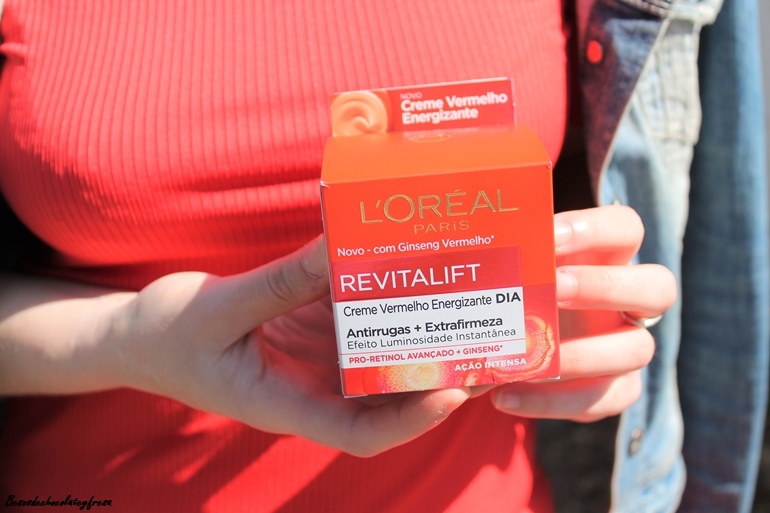 NOVO
Creme Vermelho
Energizante
L'ORÉAL
PARIS
Novo - com Ginseng Vermelho*
REVITALIFT
Creme Vermelho Energizante DIA
Antirrugas + Extrafirmeza
Efeito Luminosidade Instantânea
PRO-RETINOL AVANÇADO + GINSENG*
AÇÃO INTENSA
Besosdechocolateyfresa